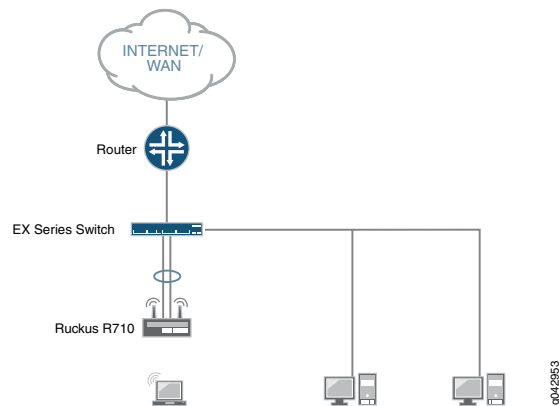 INTERNET/
WAN
Router
EX Series Switch
Ruckus R710
g042953